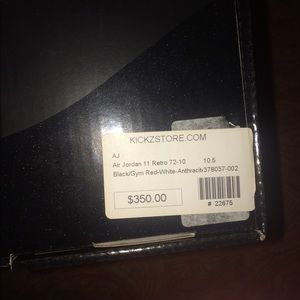 KICKZSTORE.COM
AJ
Air Jordan 11 Retro 72-10 10.5
Black/Gym Red-White-Anthracit/378037-002
$350.00
# 22675